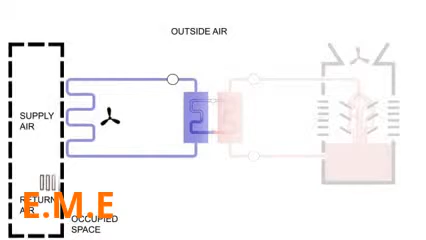 OUTSIDE AIR
SUPPLY
AIR
RETURN
AIR
E.M.E
OCCUPIED
SPACE